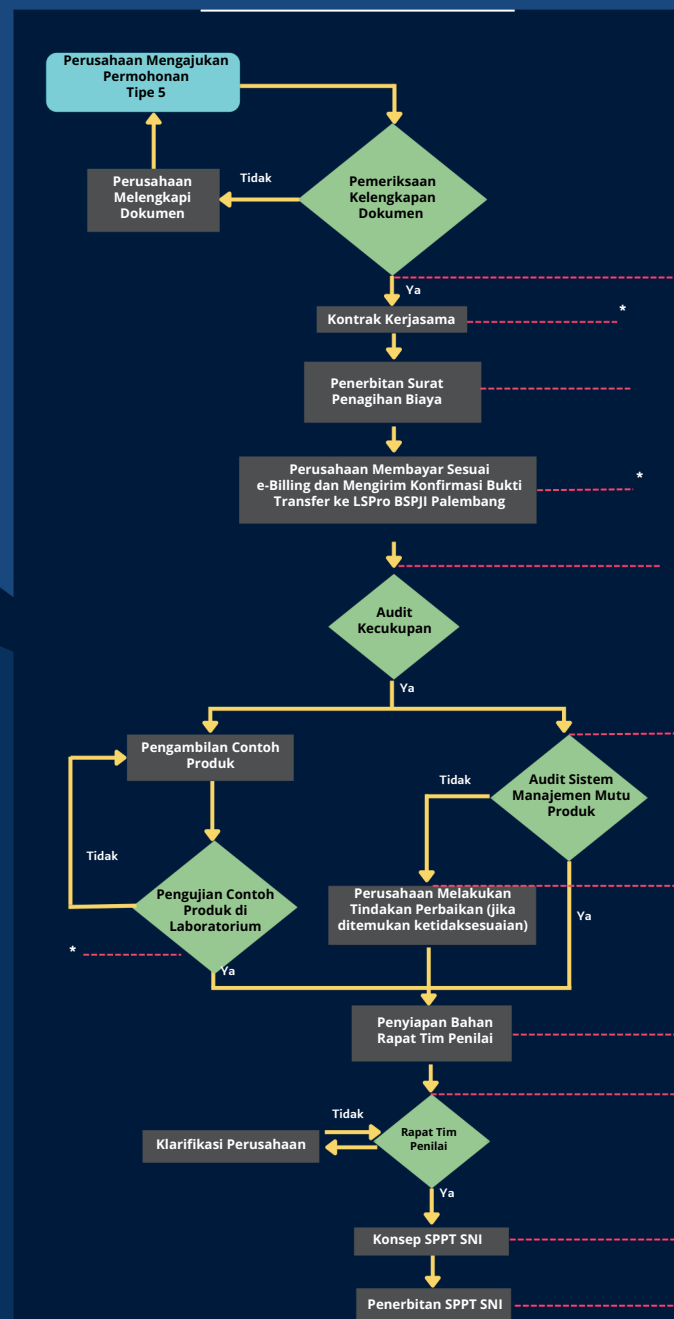 Perusahaan Mengajukan
Permohonan
Tipe 5
Perusahaan
Melengkapi
Dokumen
Tidak
Pemeriksaan
Kelengkapan
Dokumen
Ya
Kontrak Kerjasama
*
Penerbitan Surat
Penagihan Biaya
Perusahaan Membayar Sesuai
e-Billing dan Mengirim Konfirmasi Bukti
Transfer ke LSPro BSPJI Palembang
*
Audit
Kecukupan
Ya
Pengambilan Contoh
Produk
Tidak
Audit Sistem
Manajemen Mutu
Produk
Tidak
Pengujian Contoh
Produk di
Laboratorium
Perusahaan Melakukan
Tindakan Perbaikan (jika
ditemukan ketidaksesuaian)
Ya
*
Ya
Penyiapan Bahan
Rapat Tim Penilai
Tidak
Klarifikasi Perusahaan
Rapat Tim
Penilai
Ya
Konsep SPPT SNI
Penerbitan SPPT SNI